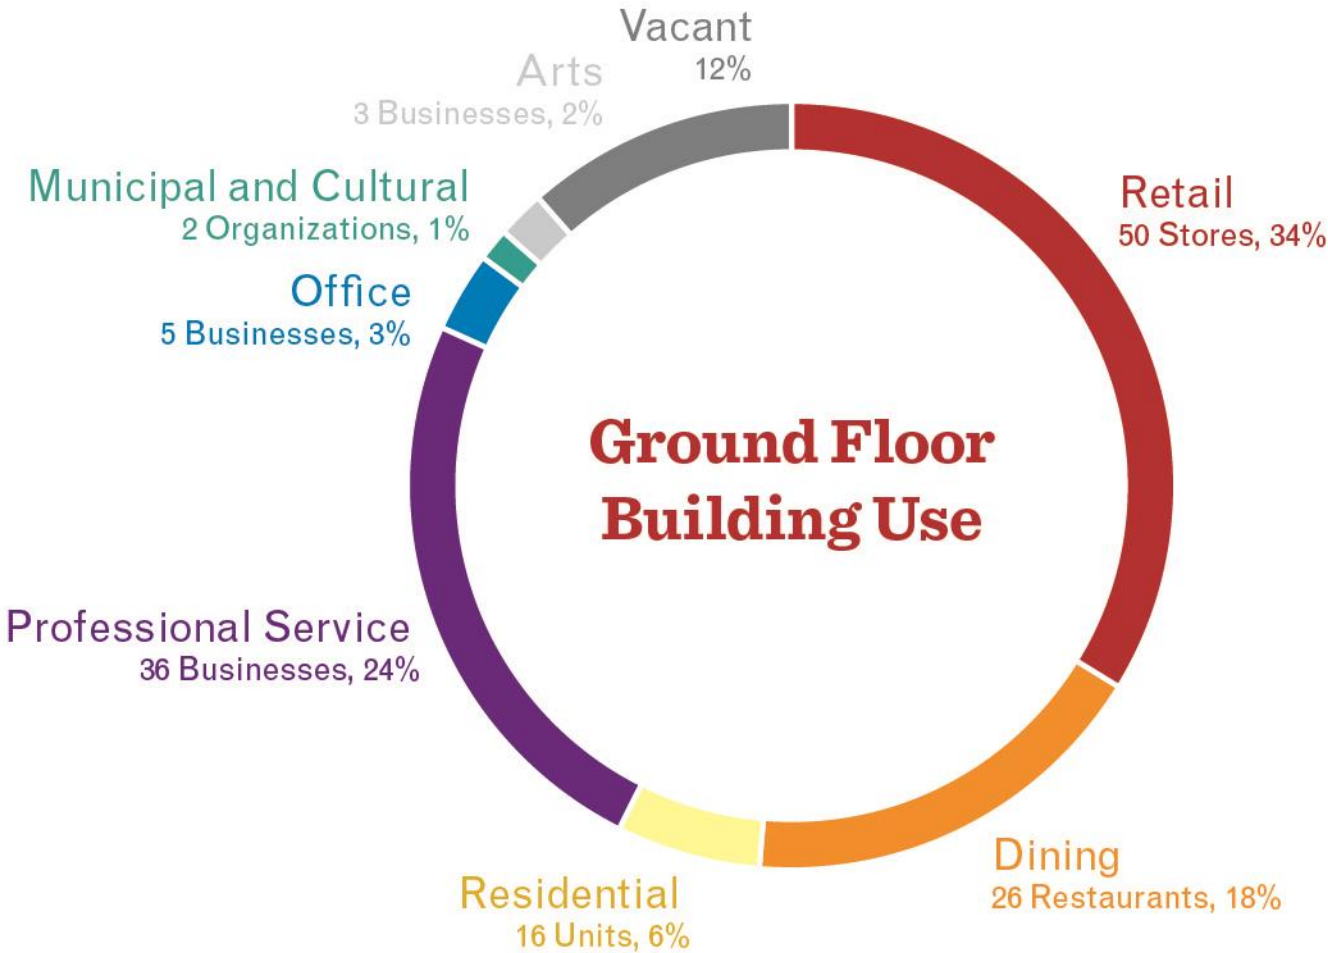 Vacant
12%
Arts
3 Businesses, 2%
Municipal and Cultural
2 Organizations, 1%
Office
5 Businesses, 3%
Retail
50 Stores, 34%
Ground Floor
Building Use
Professional Service
36 Businesses, 24%
Dining
26 Restaurants, 18%
Residential
16 Units, 6%